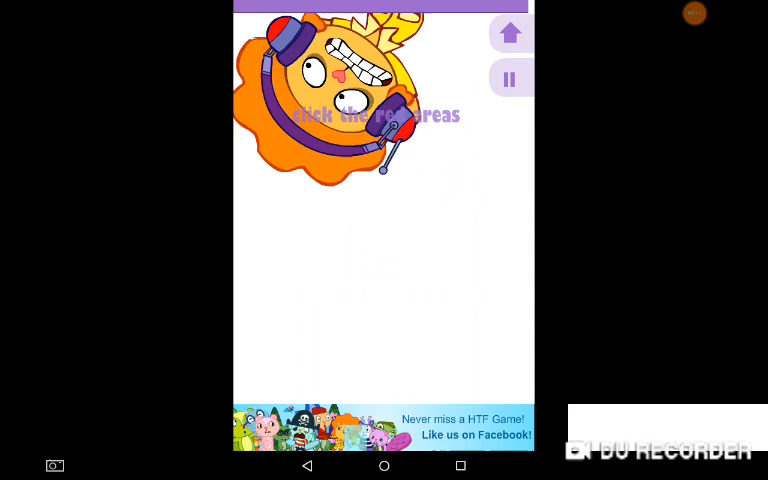 click the red areas
Never miss a HTF Game!
Like us on Facebook!
DU RECORDER